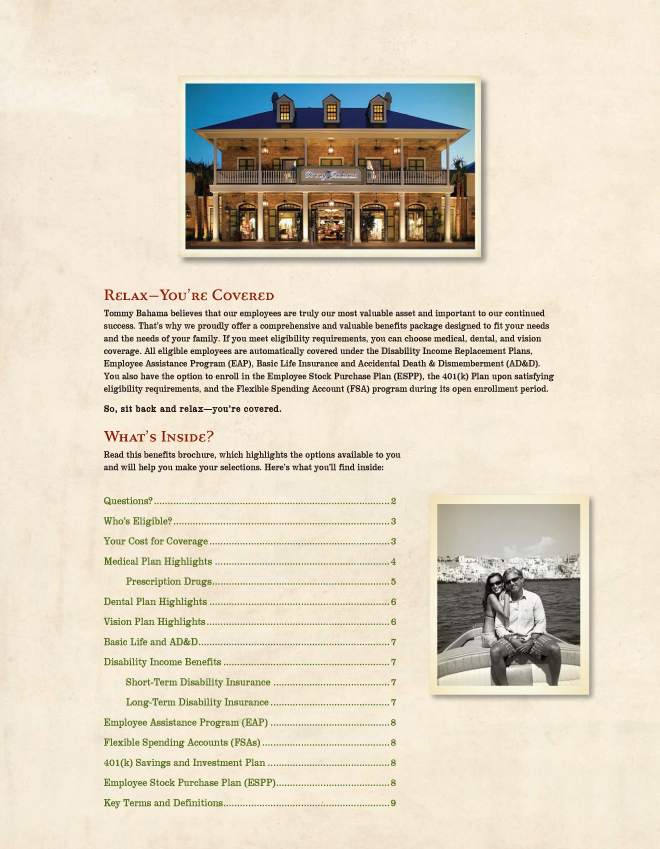 Tommy Bahama
Relax—You're Covered
Tommy Bahama believes that our employees are truly our most valuable asset and important to our continued
success. That's why we proudly offer a comprehensive and valuable benefits package designed to fit your needs
and the needs of your family. If you meet eligibility requirements, you can choose medical, dental, and vision
coverage. All eligible employees are automatically covered under the Disability Income Replacement Plans,
Employee Assistance Program (EAP), Basic Life Insurance and Accidental Death & Dismemberment (AD&D).
You also have the option to enroll in the Employee Stock Purchase Plan (ESPP), the 401(k) Plan upon satisfying
eligibility requirements, and the Flexible Spending Account (FSA) program during its open enrollment period.
So, sit back and relax—you're covered.
What's Inside?
Read this benefits brochure, which highlights the options available to you
and will help you make your selections. Here's what you'll find inside:
Questions?..........2
Who's Eligible?..........3
Your Cost for Coverage..........3
Medical Plan Highlights..........4
Prescription Drugs..........5
Dental Plan Highlights..........6
Vision Plan Highlights..........6
Basic Life and AD&D..........7
Disability Income Benefits..........7
Short-Term Disability Insurance..........7
Long-Term Disability Insurance..........7
Employee Assistance Program (EAP)..........8
Flexible Spending Accounts (FSAs)..........8
401(k) Savings and Investment Plan..........8
Employee Stock Purchase Plan (ESPP)..........8
Key Terms and Definitions..........9